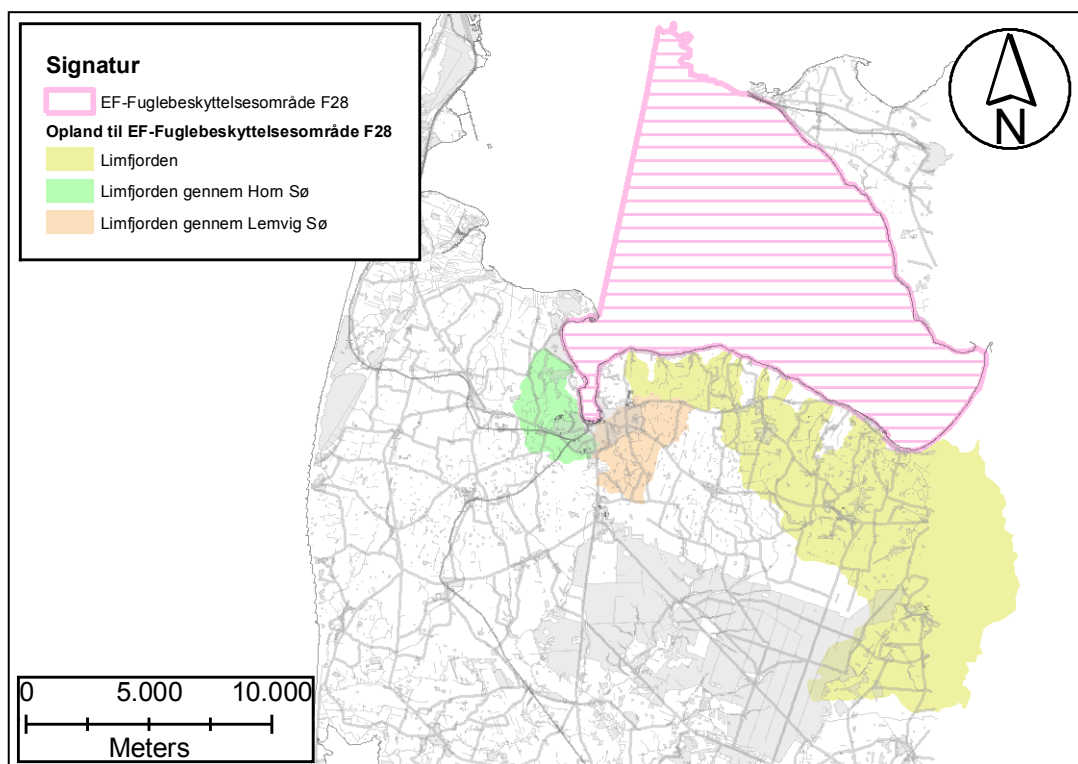 Signatur
EF-Fuglebeskyttelsesområde F28
Opland til EF-Fuglebeskyttelsesområde F28
Limfjorden
Limfjorden gennem Horn Sø
Limfjorden gennem Lemvig Sø
N
0 5.000 10.000
Meters